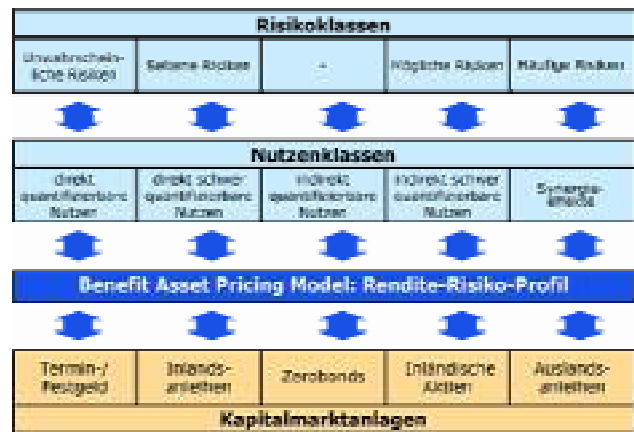 Risikoklassen
Unwahrschein-
liche Risiken
Seltene Risiken
-
Mögliche Risiken
Häufige Risiken
Nutzenklassen
direkt
quantifizierbare
Nutzen
direkt schwer
quantifizierbare
Nutzen
indirekt
quantifizierbare
Nutzen
indirekt schwer
quantifizierbare
Nutzen
Synergie-
effekte
Benefit Asset Pricing Model: Rendite-Risiko-Profil
Termin-/
Festgeld
Inlands-
anleihen
Zerobonds
Inländische
Aktien
Auslands-
anleihen
Kapitalmarktanlagen